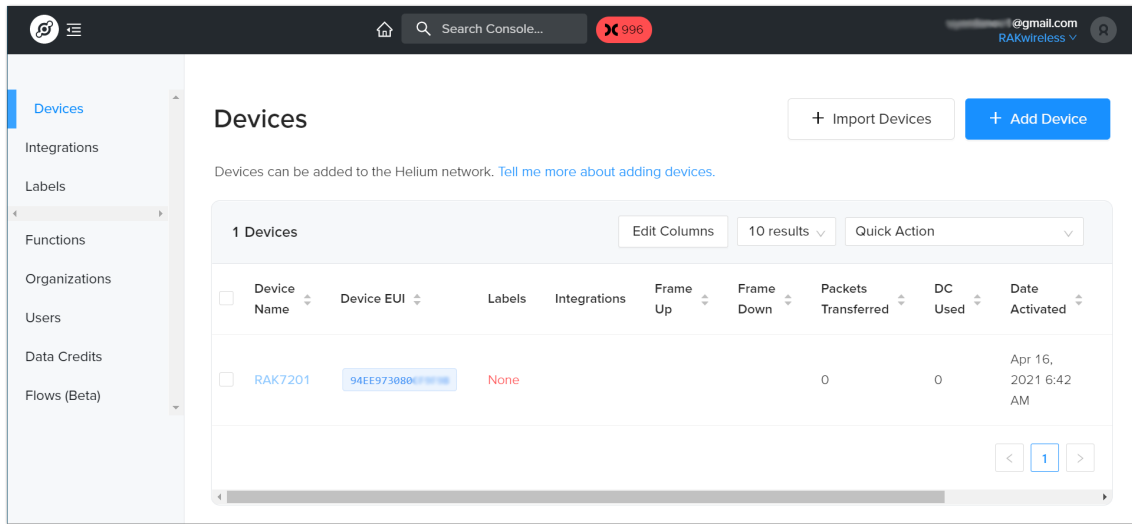 Search Console...
996
@gmail.com
RAKwireless
Devices
Integrations
Labels
Functions
Organizations
Users
Data Credits
Flows (Beta)
Devices
+ Import Devices
+ Add Device
Devices can be added to the Helium network. Tell me more about adding devices.
1 Devices
Edit Columns
10 results
Quick Action
Device Name
Device EUI
Labels
Integrations
Frame Up
Frame Down
Packets Transferred
DC Used
Date Activated
RAK7201
94EE973080
None
0
0
Apr 16,
2021 6:42
AM
< 1 >